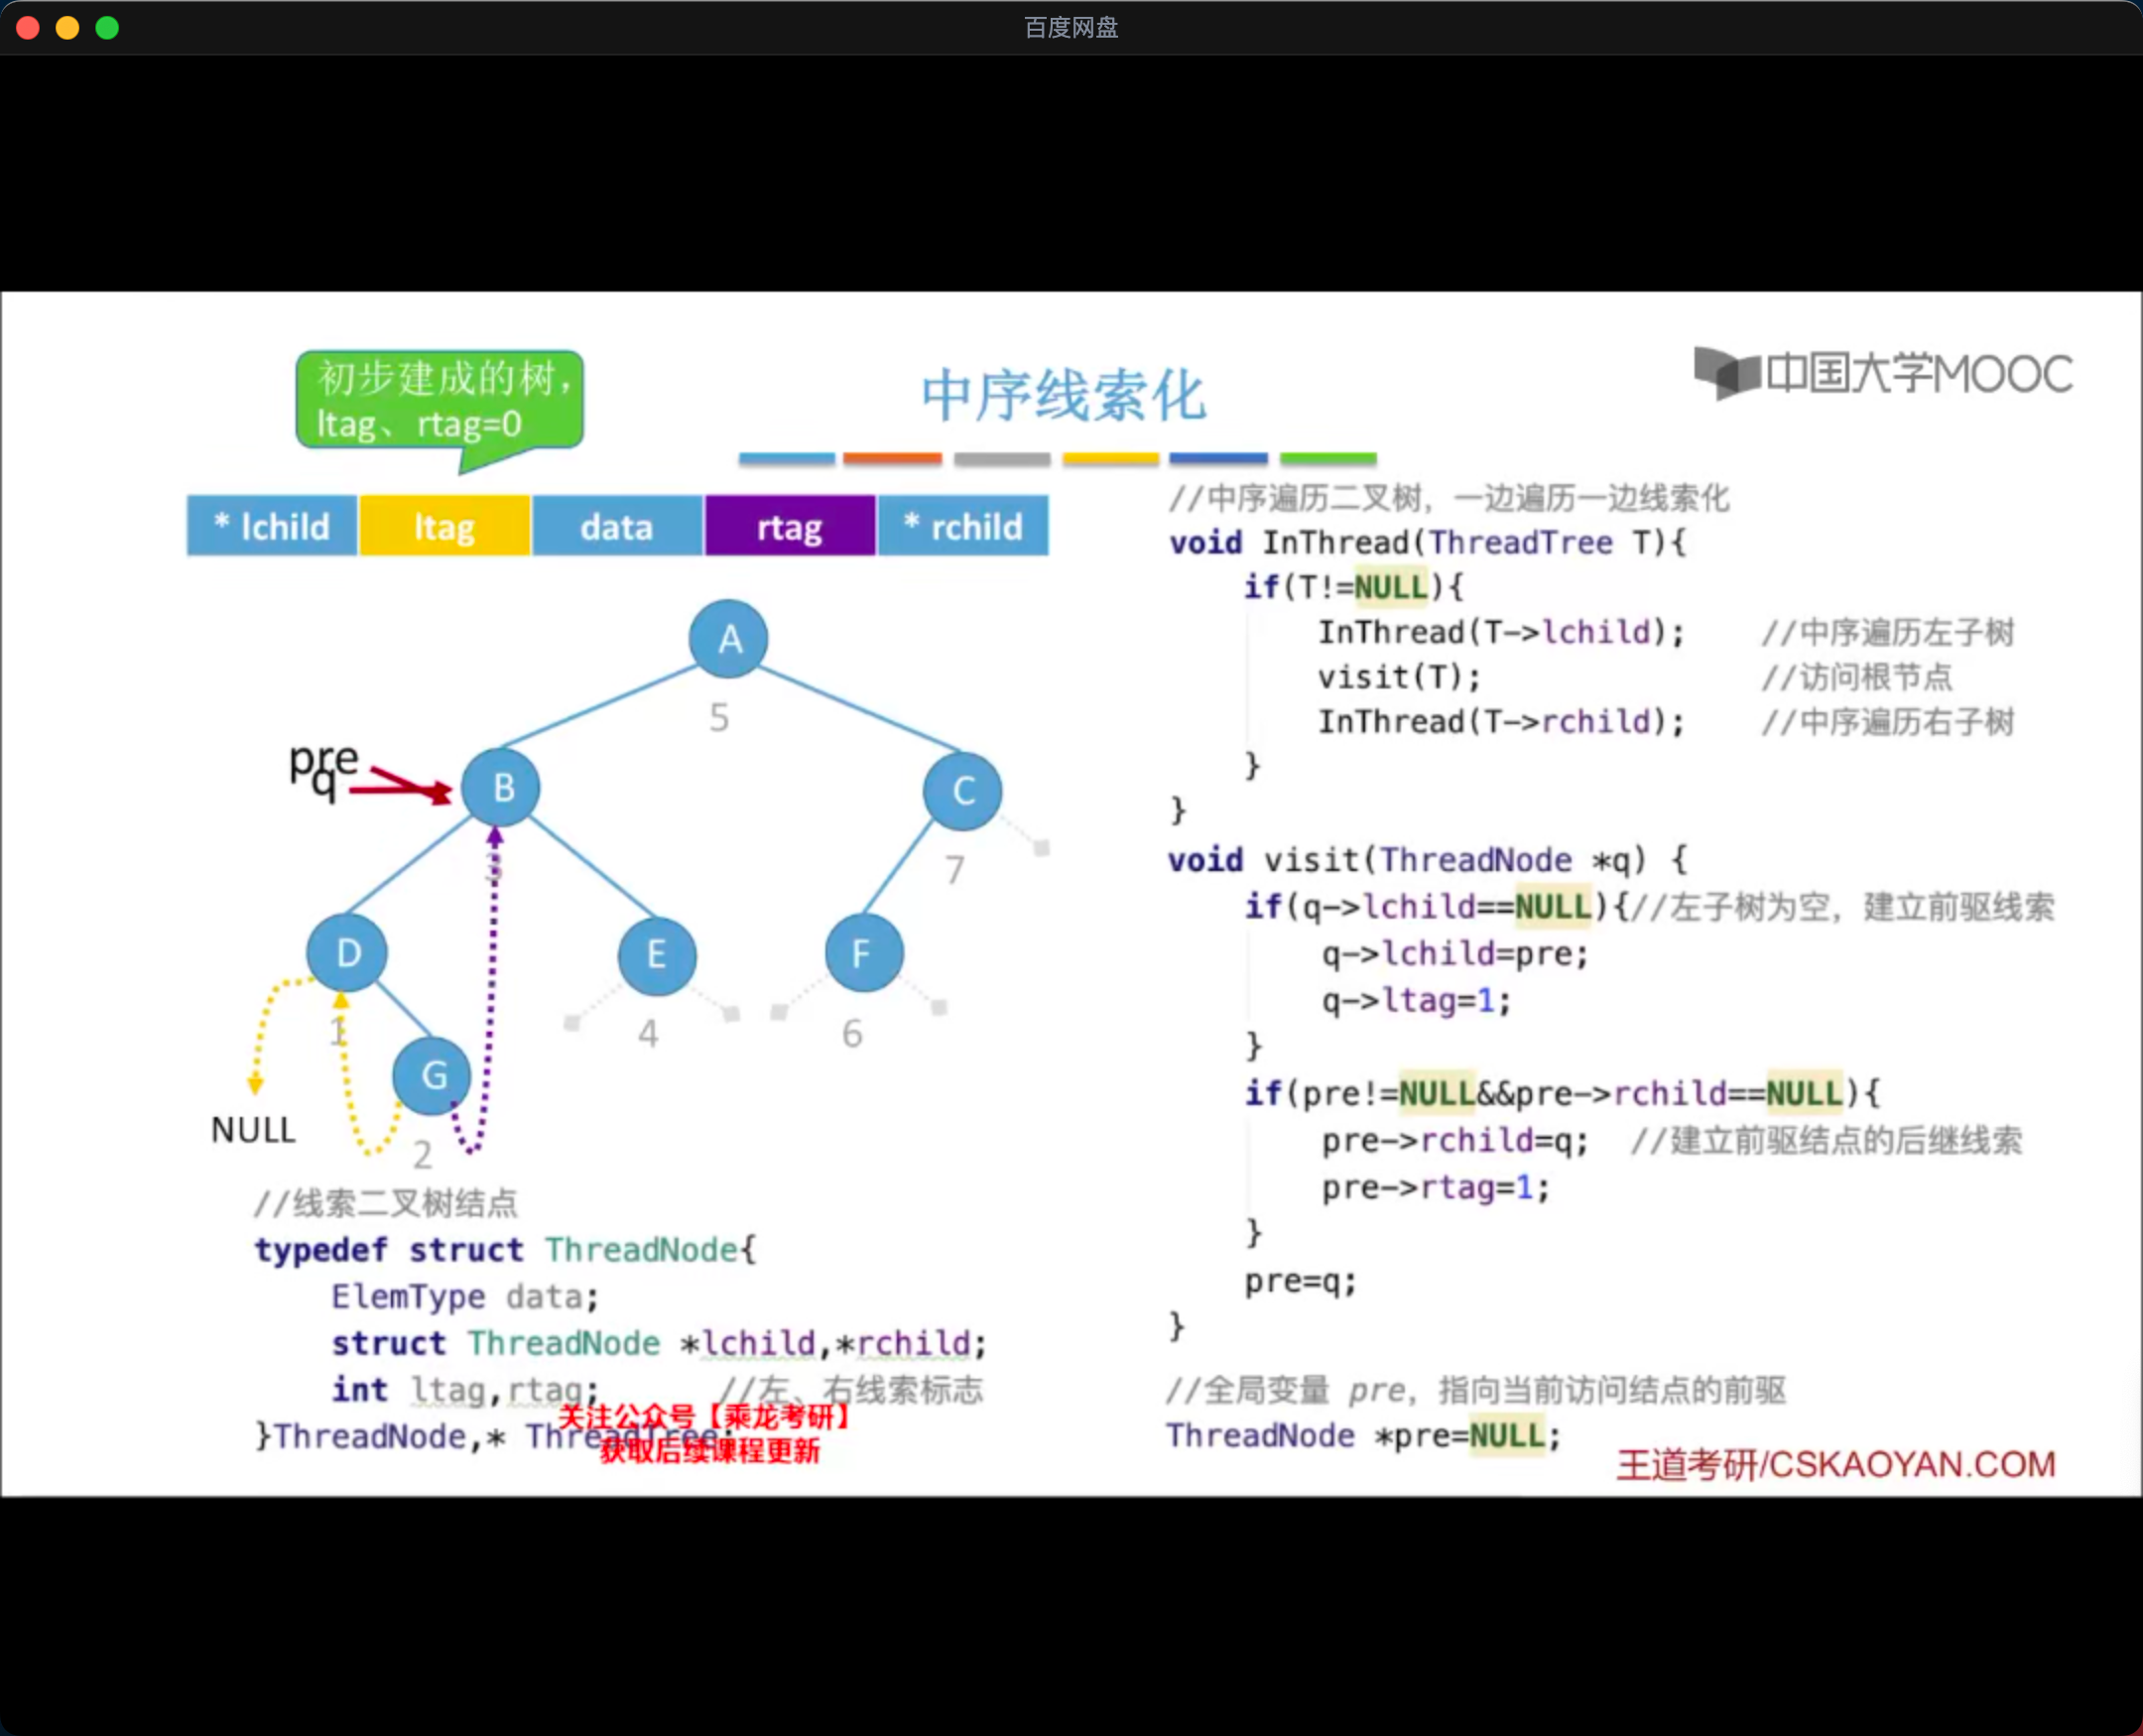 百度网盘
初步建成的树，
ltag、rtag=0
中序线索化
中国大学MOOC
* lchild ltag data rtag * rchild
A
5
pre
q
B
C
3
7
D
E
F
1
4
6
G
NULL
2
//线索二叉树结点
typedef struct ThreadNode{
ElemType data;
struct ThreadNode *lchild,*rchild;
int ltag,rtag; //左、右线索标志
}ThreadNode,* ThreadTree;
关注公众号【乘龙考研】
获取后续课程更新
//中序遍历二叉树，一边遍历一边线索化
void InThread(ThreadTree T){
if(T!=NULL){
InThread(T->lchild); //中序遍历左子树
visit(T); //访问根节点
InThread(T->rchild); //中序遍历右子树
}
}
void visit(ThreadNode *q) {
if(q->lchild==NULL){//左子树为空，建立前驱线索
q->lchild=pre;
q->ltag=1;
}
if(pre!=NULL&&pre->rchild==NULL){
pre->rchild=q; //建立前驱结点的后继线索
pre->rtag=1;
}
pre=q;
}
//全局变量 pre，指向当前访问结点的前驱
ThreadNode *pre=NULL;
王道考研/CSKAOYAN.COM